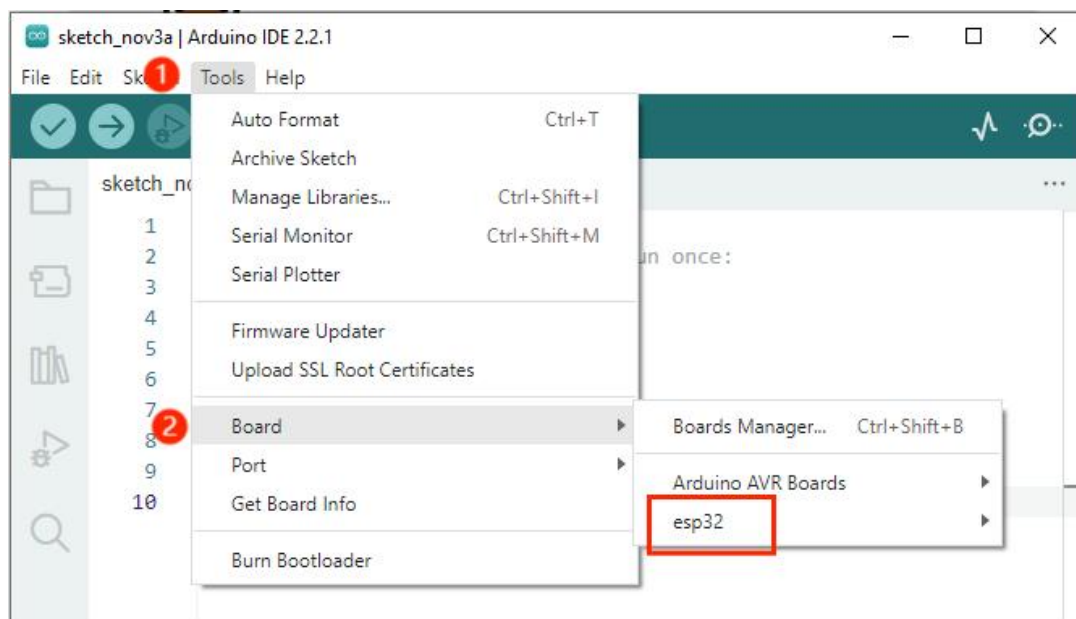 sketch_nov3a | Arduino IDE 2.2.1
File Edit Sk 1 Tools Help
Auto Format Ctrl+T
Archive Sketch
sketch_no
Manage Libraries... Ctrl+Shift+I
1
Serial Monitor Ctrl+Shift+M
2 un once:
Serial Plotter
3
4
Firmware Updater
5
Upload SSL Root Certificates
6
7
2 Board
Boards Manager... Ctrl+Shift+B
8
Port
9
Arduino AVR Boards
10
Get Board Info
esp32
Burn Bootloader